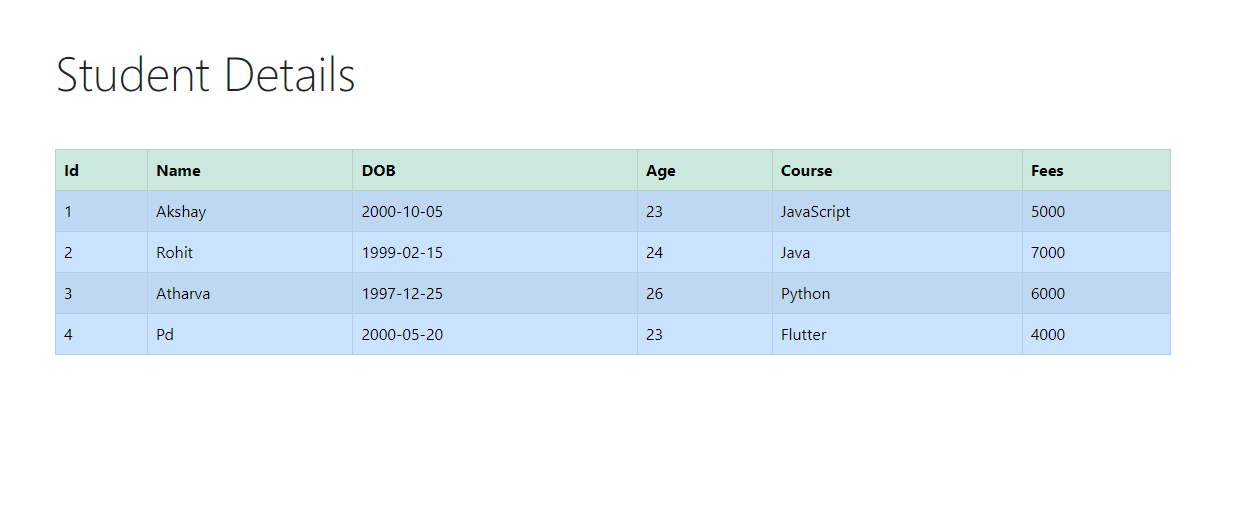 Student Details
Id Name DOB Age Course Fees
1 Akshay 2000-10-05 23 JavaScript 5000
2 Rohit 1999-02-15 24 Java 7000
3 Atharva 1997-12-25 26 Python 6000
4 Pd 2000-05-20 23 Flutter 4000